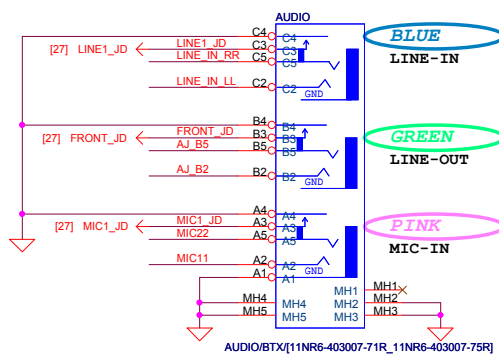 AUDIO
C4 C4 BLUE
[27] LINE1_JD LINE1_JD C3 C3 LINE-IN
LINE_IN_RR C5 C5
LINE_IN_LL C2 C2
GND
B4 B4 GREEN
[27] FRONT_JD FRONT_JD B3 B3
AJ_B5 B5 B5 LINE-OUT
AJ_B2 B2 B2
GND
A4 A4 PINK
[27] MIC1_JD MIC1_JD A3 A3
MIC22 A5 A5 MIC-IN
MIC11 A2 A2
GND
A1 A1
MH1 MH1
MH4 MH4 MH2 MH2
MH5 MH5 MH3 MH3
AUDIO/BTX/[11NR6-403007-71R_11NR6-403007-75R]